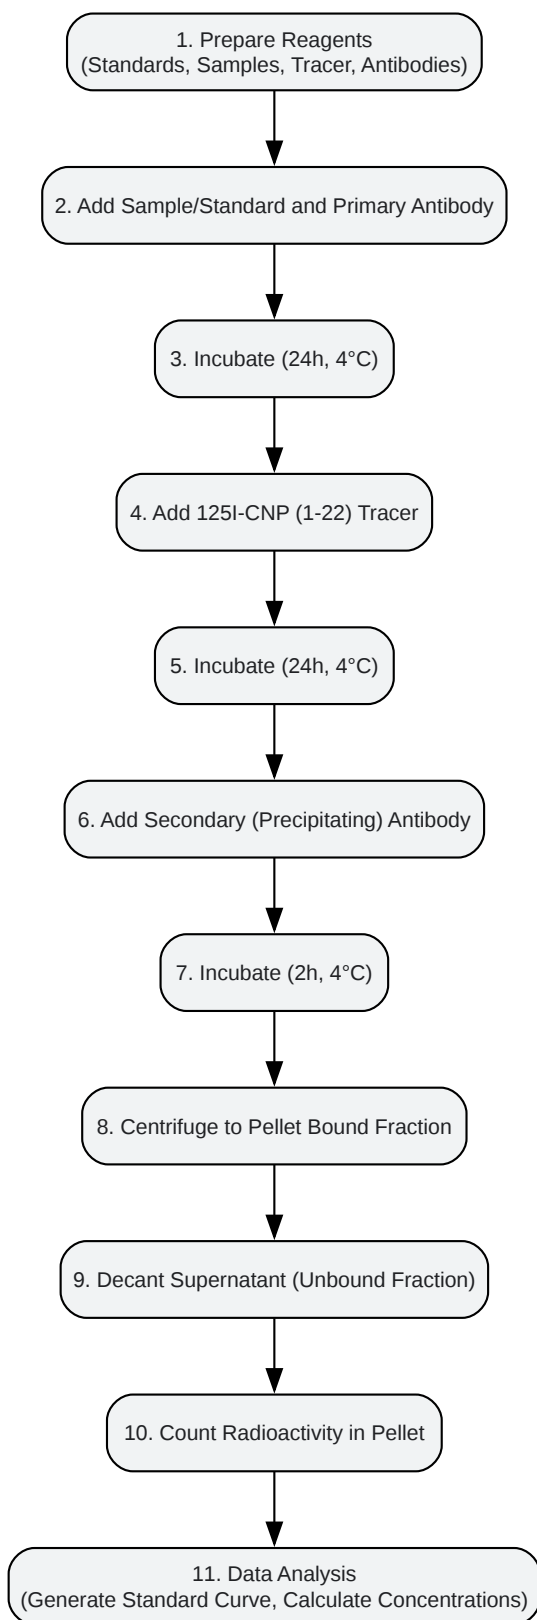 1. Prepare Reagents
(Standards, Samples, Tracer, Antibodies)
2. Add Sample/Standard and Primary Antibody
3. Incubate (24h, 4°C)
4. Add 125I-CNP (1-22) Tracer
5. Incubate (24h, 4°C)
6. Add Secondary (Precipitating) Antibody
7. Incubate (2h, 4°C)
8. Centrifuge to Pellet Bound Fraction
9. Decant Supernatant (Unbound Fraction)
10. Count Radioactivity in Pellet
11. Data Analysis
(Generate Standard Curve, Calculate Concentrations)